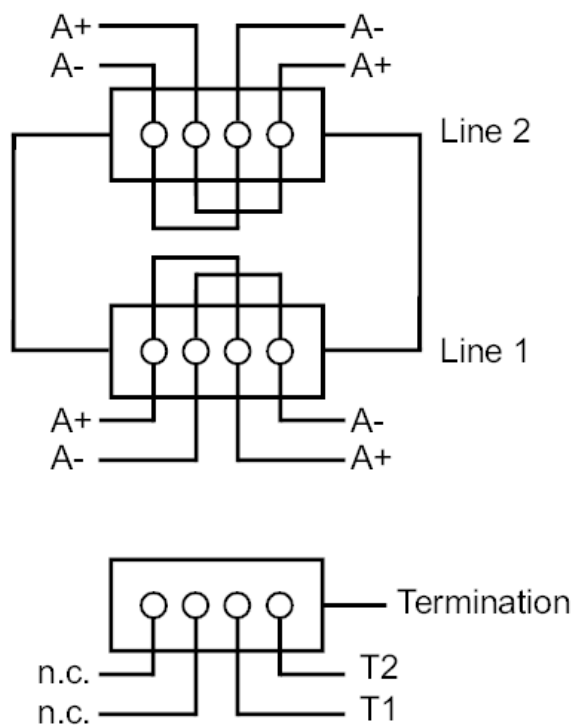 A+ A-
A- A+
Line 2
Line 1
A+ A-
A- A+
Termination
n.c. T2
n.c. T1